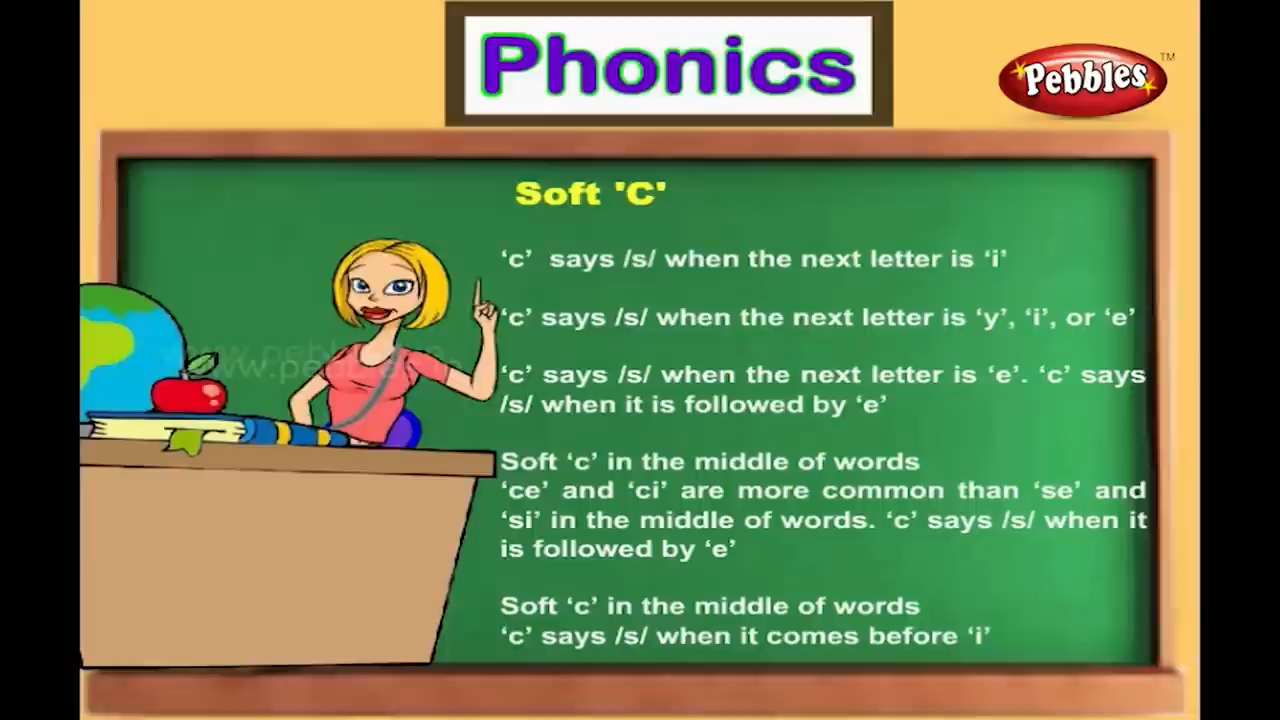 Phonics
Pebbles™
Soft 'C'
‘c’ says /s/ when the next letter is ‘i’
‘c’ says /s/ when the next letter is ‘y’, ‘i’, or ‘e’
‘c’ says /s/ when the next letter is ‘e’. ‘c’ says
/s/ when it is followed by ‘e’
Soft ‘c’ in the middle of words
‘ce’ and ‘ci’ are more common than ‘se’ and
‘si’ in the middle of words. ‘c’ says /s/ when it
is followed by ‘e’
Soft ‘c’ in the middle of words
‘c’ says /s/ when it comes before ‘i’